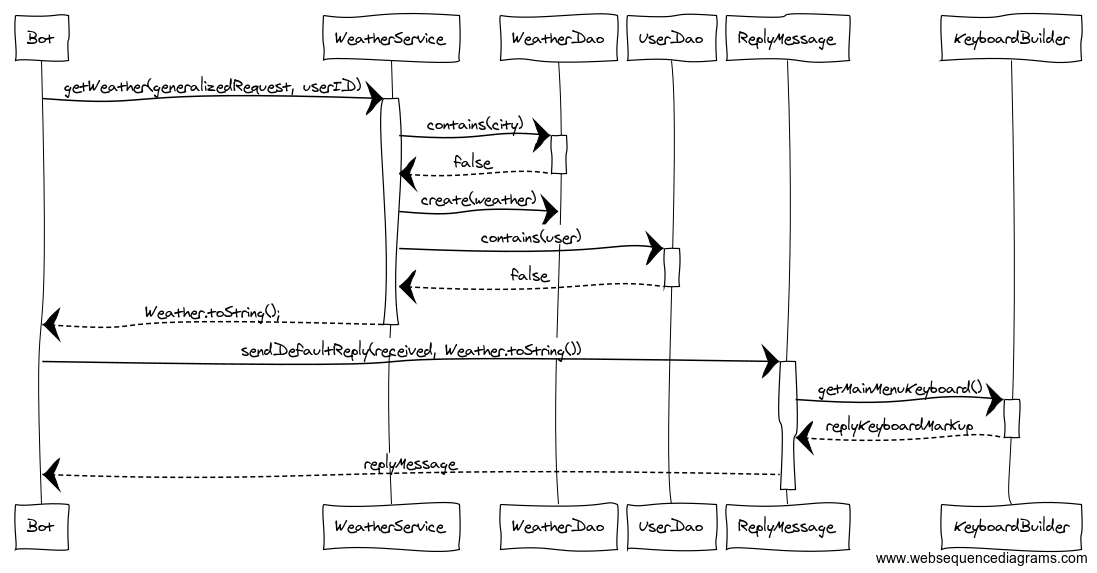 Bot WeatherService WeatherDao UserDao ReplyMessage KeyboardBuilder
getWeather(generalizedRequest, userID)
contains(city)
false
create(weather)
contains(user)
false
Weather.toString();
sendDefaultReply(received, Weather.toString())
getMainMenuKeyboard()
replyKeyboardMarkup
replyMessage
Bot WeatherService WeatherDao UserDao ReplyMessage KeyboardBuilder
www.websequencediagrams.com